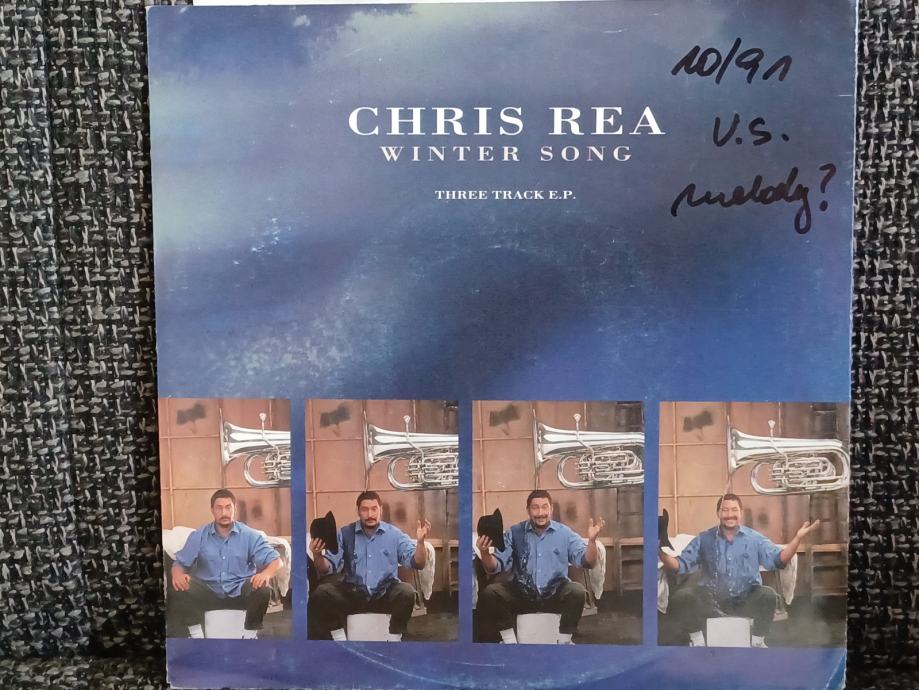 CHRIS REA
WINTER SONG
THREE TRACK E.P.
10/91
U.S.
melody?